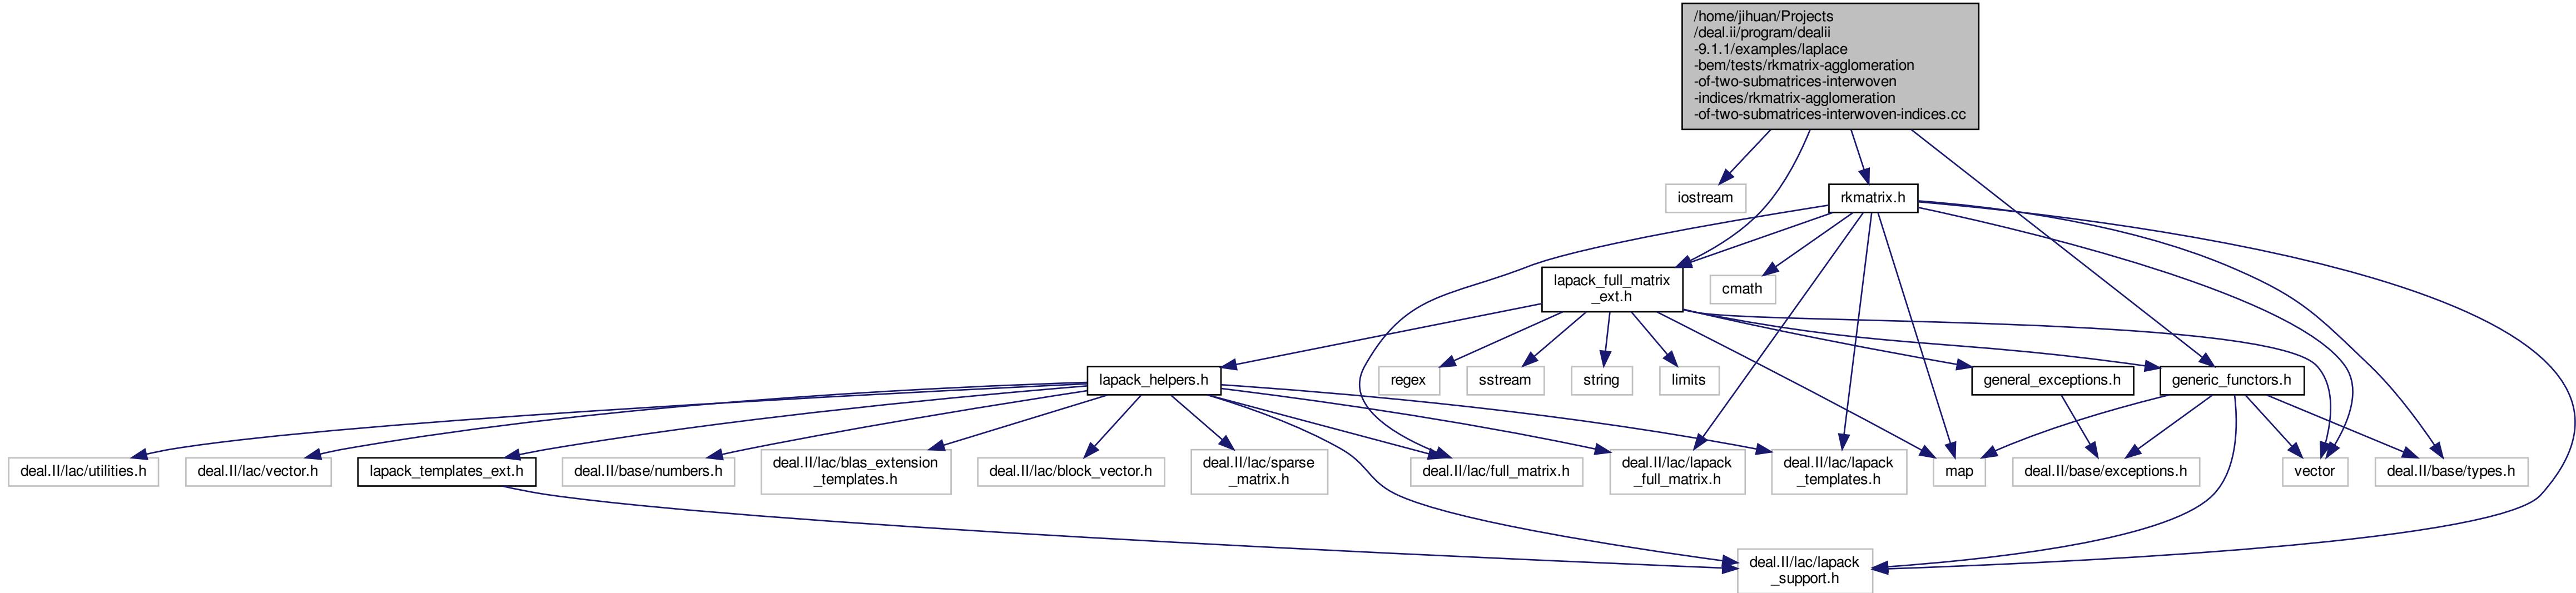 /home/jihuan/Projects
/deal.ii/program/dealii
-9.1.1/examples/laplace
-bem/tests/rkmatrix-agglomeration
-of-two-submatrices-interwoven
-indices/rkmatrix-agglomeration
-of-two-submatrices-interwoven-indices.cc
iostream
rkmatrix.h
lapack_full_matrix
_ext.h
cmath
lapack_helpers.h
regex
sstream
string
limits
general_exceptions.h
generic_functors.h
deal.II/lac/utilities.h
deal.II/lac/vector.h
lapack_templates_ext.h
deal.II/base/numbers.h
deal.II/lac/blas_extension
_templates.h
deal.II/lac/block_vector.h
deal.II/lac/sparse
_matrix.h
deal.II/lac/full_matrix.h
deal.II/lac/lapack
_full_matrix.h
deal.II/lac/lapack
_templates.h
map
deal.II/base/exceptions.h
vector
deal.II/base/types.h
deal.II/lac/lapack
_support.h